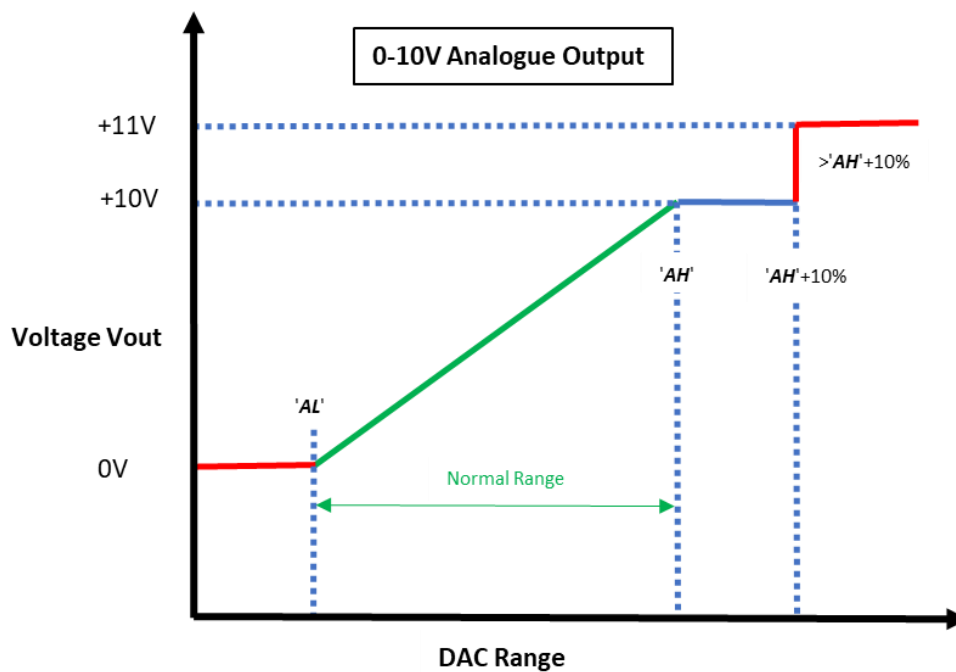 0-10V Analogue Output
+11V
>'AH'+10%
+10V
'AH'
'AH'+10%
Voltage Vout
'AL'
0V
Normal Range
DAC Range